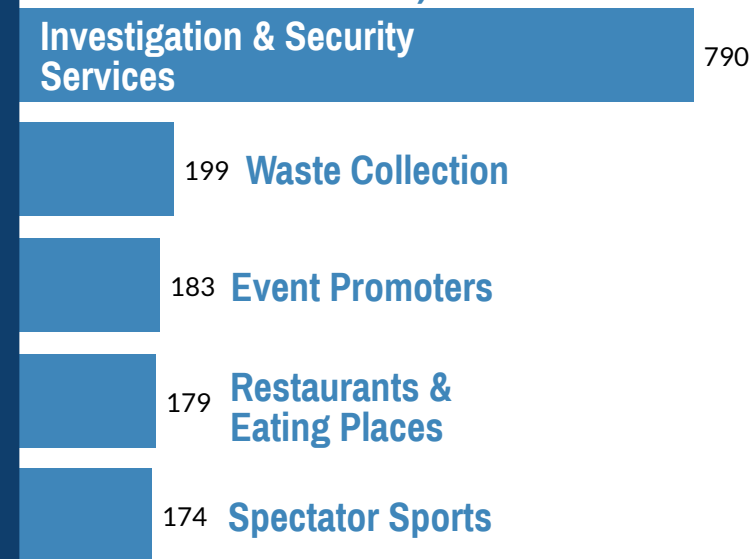 Investigation & Security
Services
790
199 Waste Collection
183 Event Promoters
179 Restaurants &
Eating Places
174 Spectator Sports